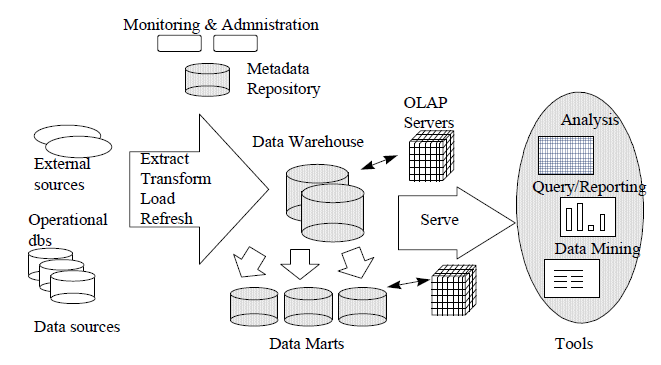 Monitoring & Admnistration
Metadata
Repository
OLAP
Servers
Data Warehouse
External
sources
Extract
Transform
Load
Refresh
Operational
dbs
Serve
Analysis
Query/Reporting
Data Mining
Data sources
Data Marts
Tools